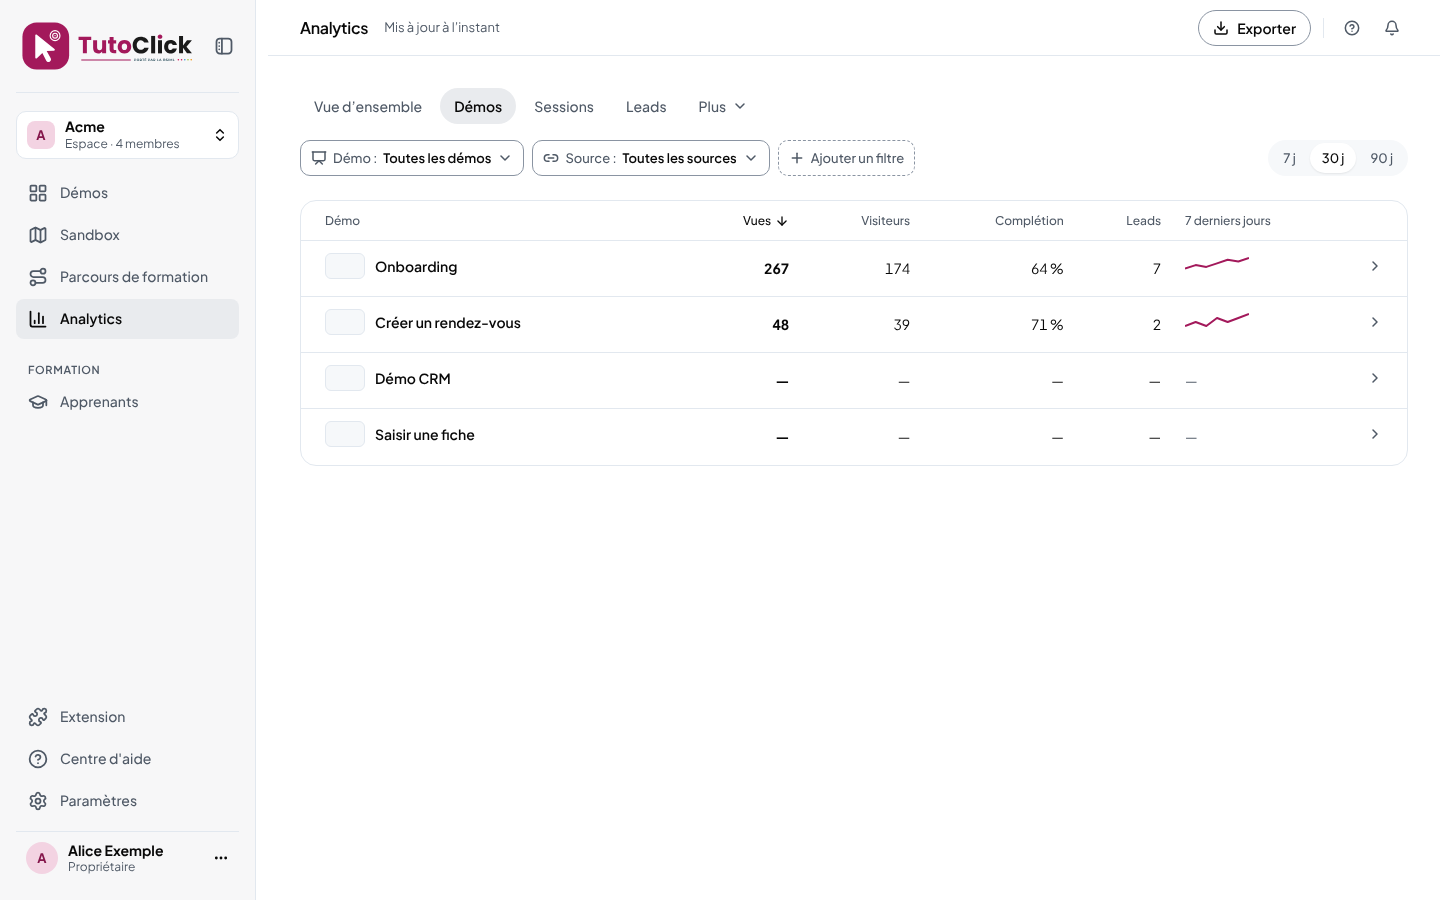 TutoClick
Analytics
Mis à jour à l'instant
Exporter
Acme
A
Espace · 4 membres
Démos
Sandbox
Parcours de formation
Analytics
FORMATION
Apprenants
Extension
Centre d'aide
Paramètres
A
Alice Exemple
Propriétaire
Vue d'ensemble
Démos
Sessions
Leads
Plus
Démo : Toutes les démos
Source : Toutes les sources
Ajouter un filtre
7 j
30 j
90 j
Démo Vues Visiteurs Complétion Leads 7 derniers jours
Onboarding 267 174 64 % 7
Créer un rendez-vous 48 39 71 % 2
Démo CRM — — — — —
Saisir une fiche — — — — —